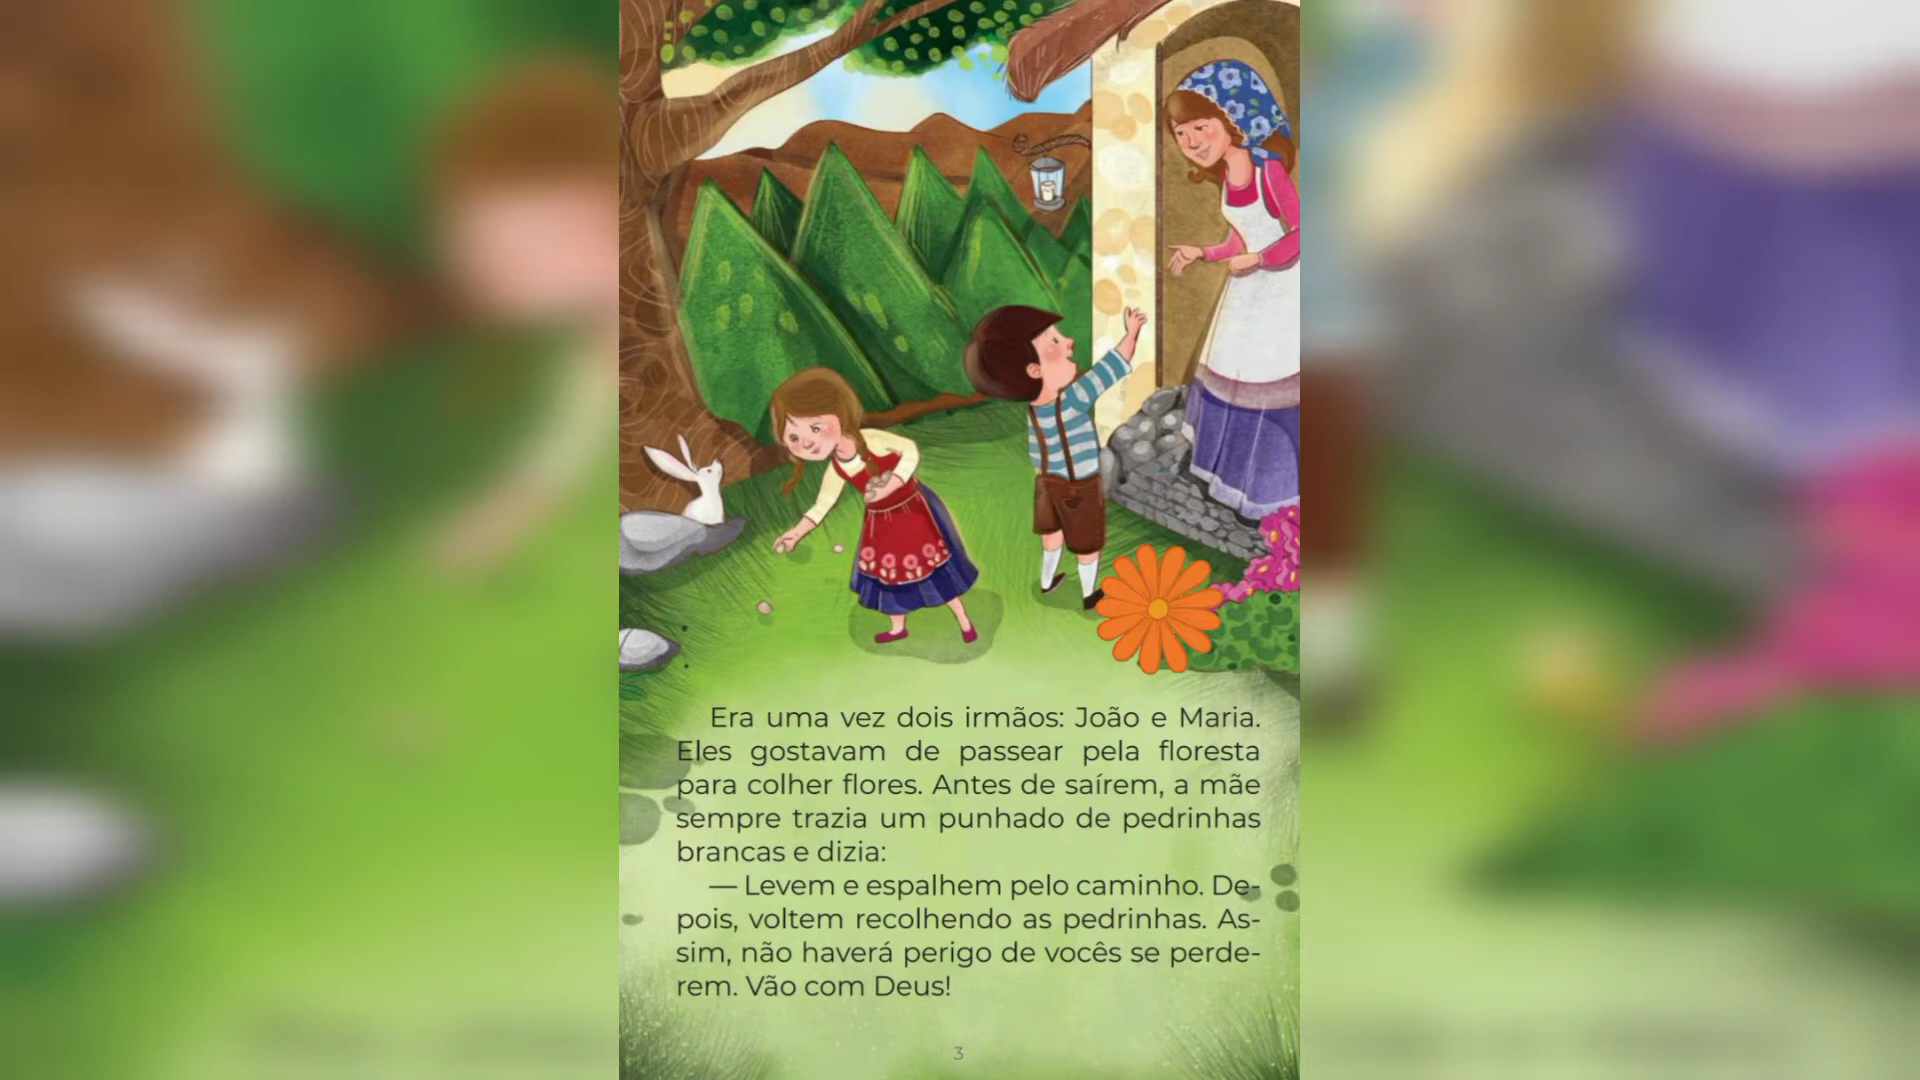 Era uma vez dois irmãos: João e Maria.
Eles gostavam de passear pela floresta
para colher flores. Antes de saírem, a mãe
sempre trazia um punhado de pedrinhas
brancas e dizia:
— Levem e espalhem pelo caminho. De-
pois, voltem recolhendo as pedrinhas. As-
sim, não haverá perigo de vocês se perde-
rem. Vão com Deus!
3